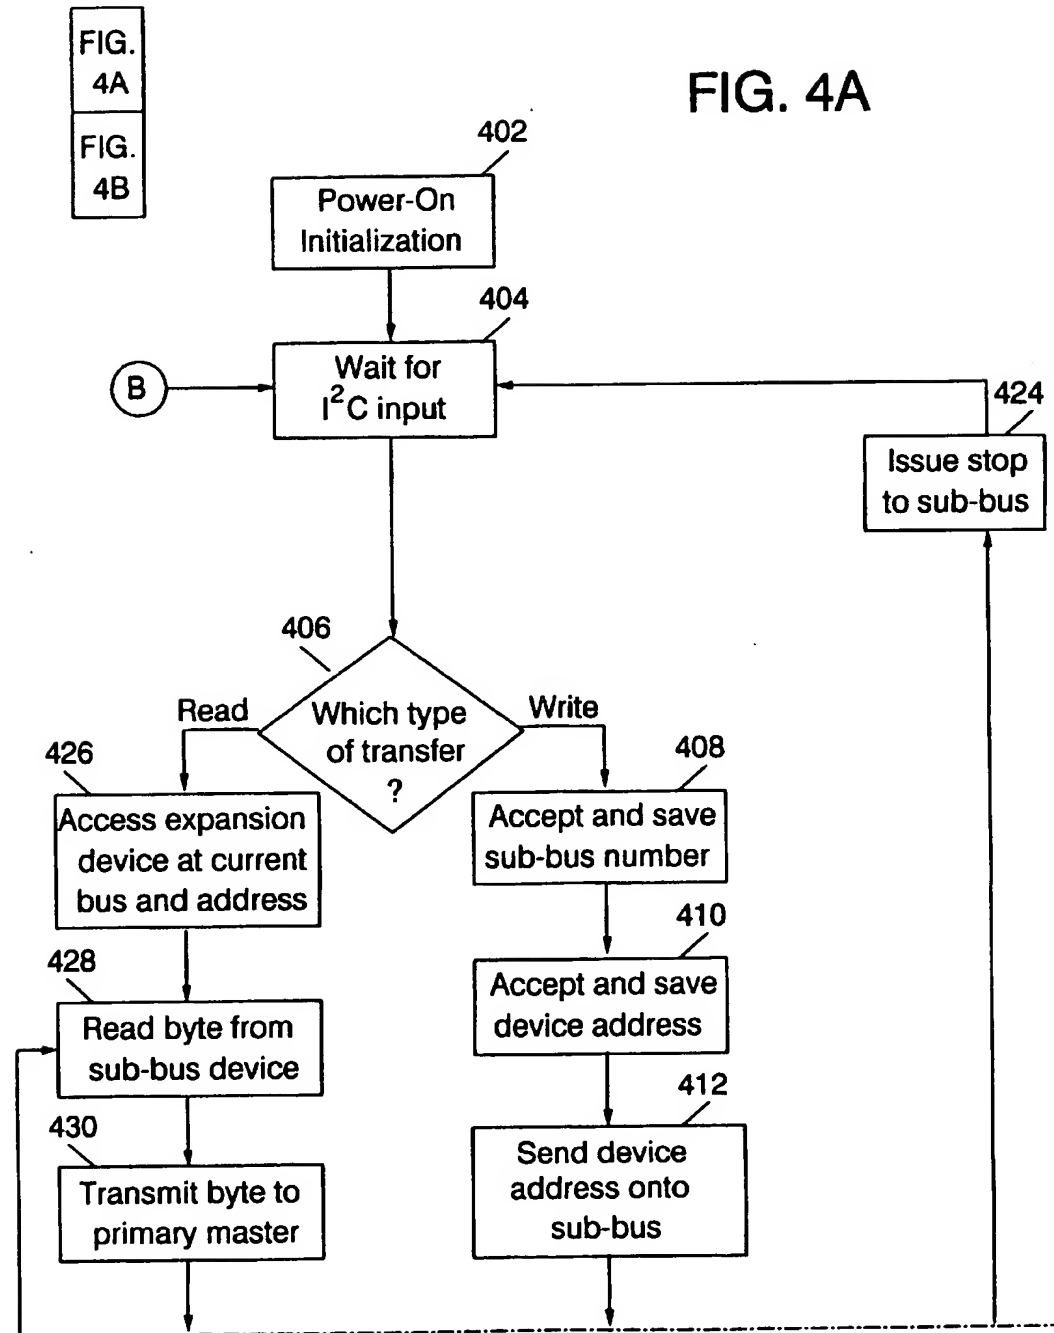 FIG.
4A
FIG.
4B
FIG. 4A
402
Power-On
Initialization
404
Wait for
I²C input
B
424
Issue stop
to sub-bus
406
Which type
of transfer
?
Read
Write
426
Access expansion
device at current
bus and address
408
Accept and save
sub-bus number
410
Accept and save
device address
428
Read byte from
sub-bus device
412
Send device
address onto
sub-bus
430
Transmit byte to
primary master